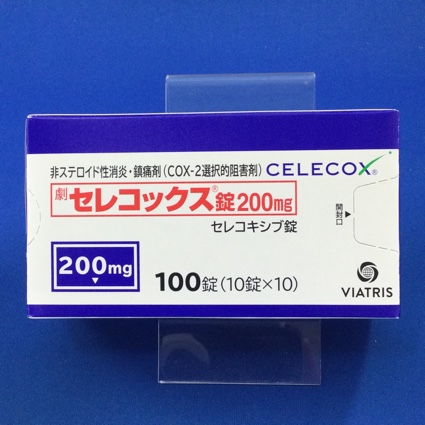 非ステロイド性消炎・鎮痛剤(COX-2選択的阻害剤) CELECOX®
劇 セレコックス®錠200mg
セレコキシブ錠
開封口
200mg
100錠(10錠×10)
VIATRIS